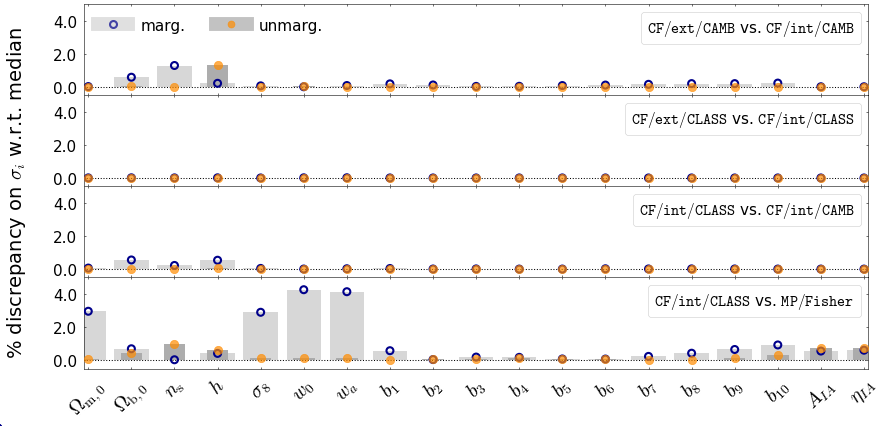 % discrepancy on σᵢ w.r.t. median
marg. unmarg.
CF/ext/CAMB vs. CF/int/CAMB
4.0
2.0
0.0
CF/ext/CLASS vs. CF/int/CLASS
4.0
2.0
0.0
CF/int/CLASS vs. CF/int/CAMB
4.0
2.0
0.0
CF/int/CLASS vs. MP/Fisher
4.0
2.0
0.0
Ωm,0 Ωb,0 ns h σ8 w0 wa b1 b2 b3 b4 b5 b6 b7 b8 b9 b10 AIA ηIA